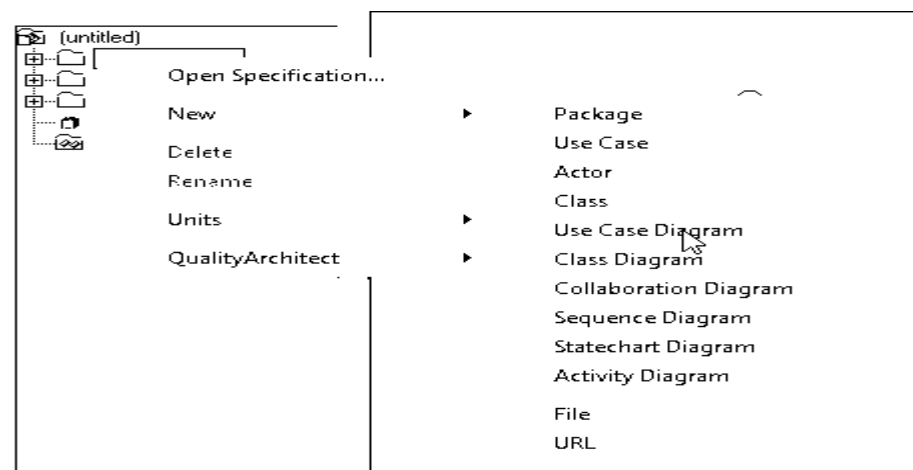 (untitled)
Open Specification...
New
Delete
Rename
Units
QualityArchitect
Package
Use Case
Actor
Class
Use Case Diagram
Class Diagram
Collaboration Diagram
Sequence Diagram
Statechart Diagram
Activity Diagram
File
URL